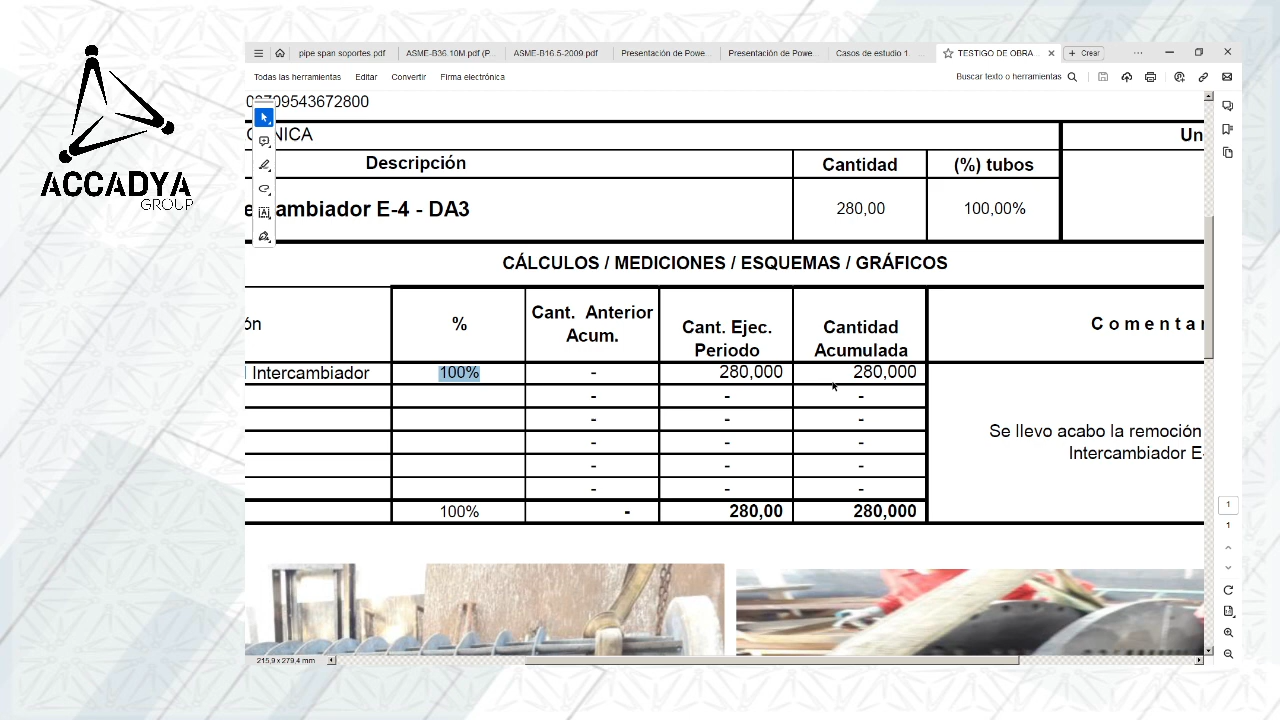 ACCADYA
GROUP
pipe span soportes.pdf ASME-B36.10M pdf (P... ASME-B16.5-2009.pdf Presentación de Powe... Presentación de Powe... Casos de estudio 1. ... TESTIGO DE OBRA... Crear
Todas las herramientas Editar Convertir Firma electrónica Buscar texto o herramientas
09543672800
NICA Un
Descripción Cantidad (%) tubos
ambiador E-4 - DA3 280,00 100,00%
CÁLCULOS / MEDICIONES / ESQUEMAS / GRÁFICOS
ón % Cant. Anterior Acum. Cant. Ejec. Periodo Cantidad Acumulada Comentar
Intercambiador 100% - 280,000 280,000
- - -
- - -
- - -
- - -
- - -
Se llevo acabo la remoción
Intercambiador E-
100% - 280,00 280,000
1
1
215,9 x 279,4 mm